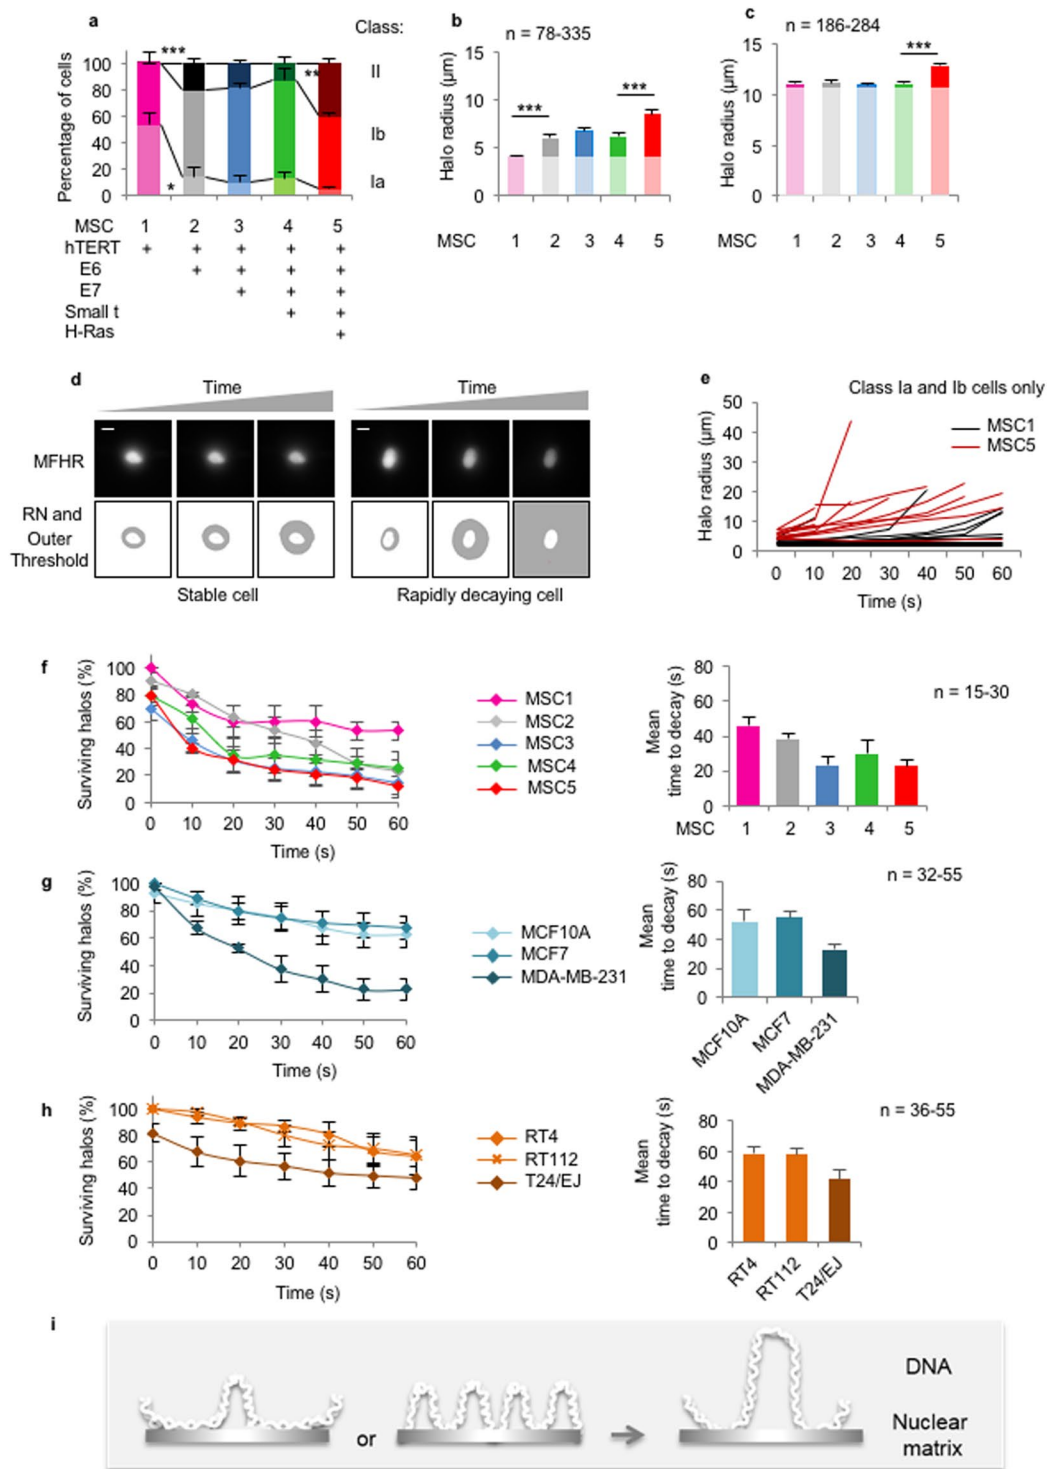 a
Class:
Percentage of cells
100
80
60
40
20
0
***
**
*
II
Ib
Ia
MSC 1 2 3 4 5
hTERT + + + + +
E6 + + + +
E7 + + +
Small t + +
H-Ras +
b
n = 78-335
Halo radius (µm)
15
10
5
0
***
***
MSC 1 2 3 4 5
c
n = 186-284
Halo radius (µm)
15
10
5
0
***
MSC 1 2 3 4 5
d
Time
Time
MFHR
RN and
Outer
Threshold
Stable cell
Rapidly decaying cell
e
Class Ia and Ib cells only
Halo radius (µm)
50
40
30
20
10
0
MSC1
MSC5
0 10 20 30 40 50 60
Time (s)
f
Surviving halos (%)
100
80
60
40
20
0
0 10 20 30 40 50 60
Time (s)
MSC1
MSC2
MSC3
MSC4
MSC5
Mean
time to decay (s)
80
60
40
20
0
n = 15-30
MSC 1 2 3 4 5
g
Surviving halos (%)
100
80
60
40
20
0
0 10 20 30 40 50 60
Time (s)
MCF10A
MCF7
MDA-MB-231
Mean
time to decay (s)
80
60
40
20
0
n = 32-55
MCF10A
MCF7
MDA-MB-231
h
Surviving halos (%)
100
80
60
40
20
0
0 10 20 30 40 50 60
Time (s)
RT4
RT112
T24/EJ
Mean
time to decay (s)
80
60
40
20
0
n = 36-55
RT4
RT112
T24/EJ
i
or
DNA
Nuclear
matrix